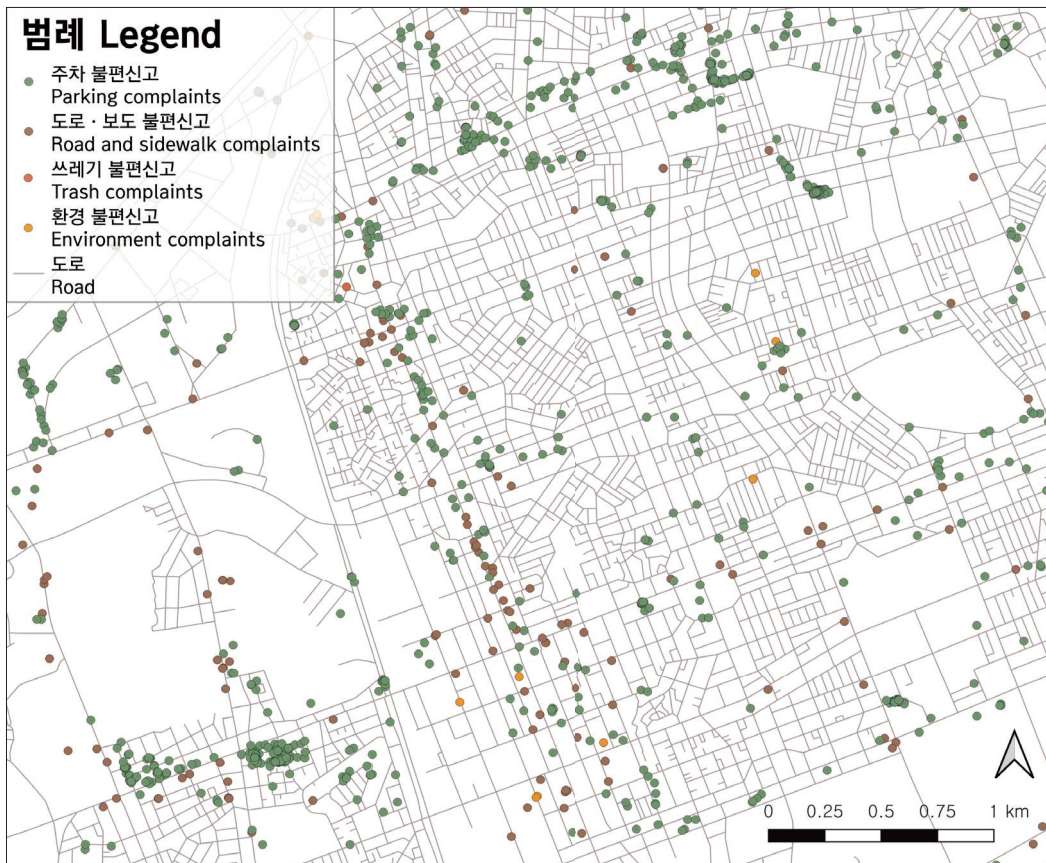 범례 Legend
주차 불편신고
Parking complaints
도로 · 보도 불편신고
Road and sidewalk complaints
쓰레기 불편신고
Trash complaints
환경 불편신고
Environment complaints
도로
Road
0 0.25 0.5 0.75 1 km